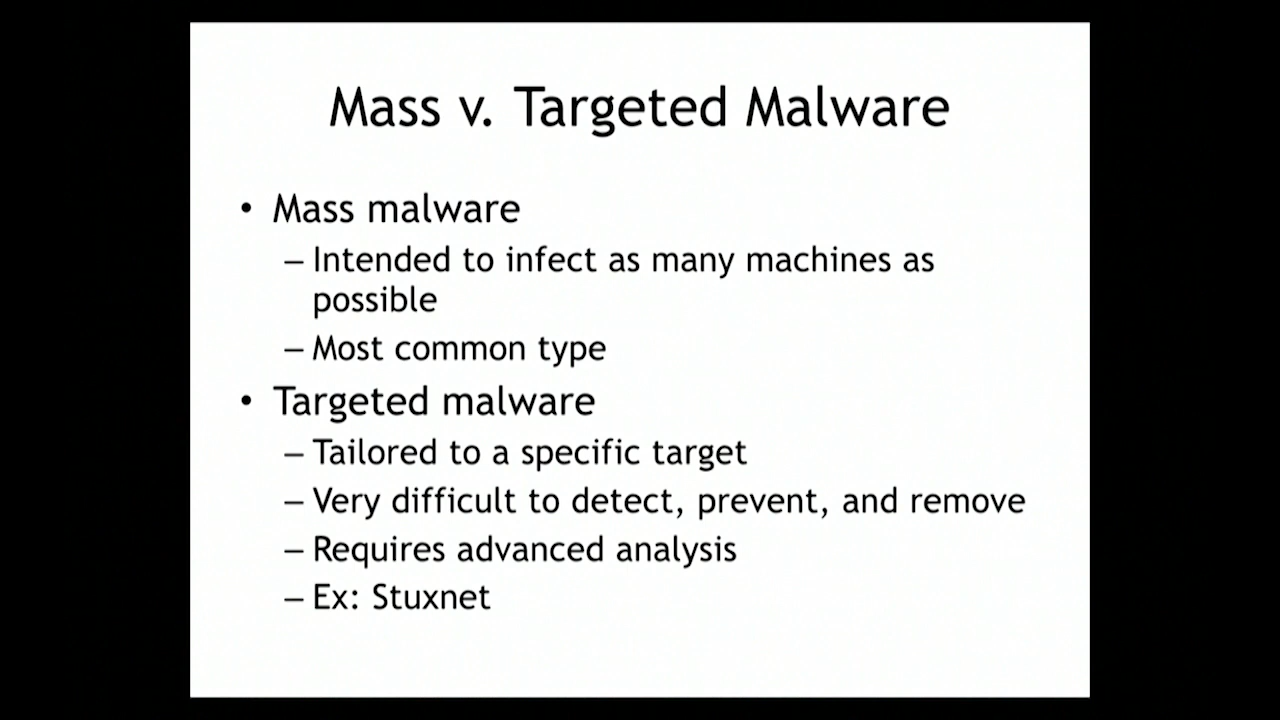 Mass v. Targeted Malware
• Mass malware
– Intended to infect as many machines as
possible
– Most common type
• Targeted malware
– Tailored to a specific target
– Very difficult to detect, prevent, and remove
– Requires advanced analysis
– Ex: Stuxnet